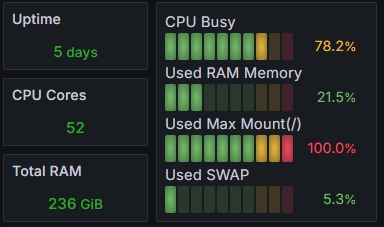 Uptime
5 days
CPU Cores
52
Total RAM
236 GiB
CPU Busy
78.2%
Used RAM Memory
21.5%
Used Max Mount(/)
100.0%
Used SWAP
5.3%